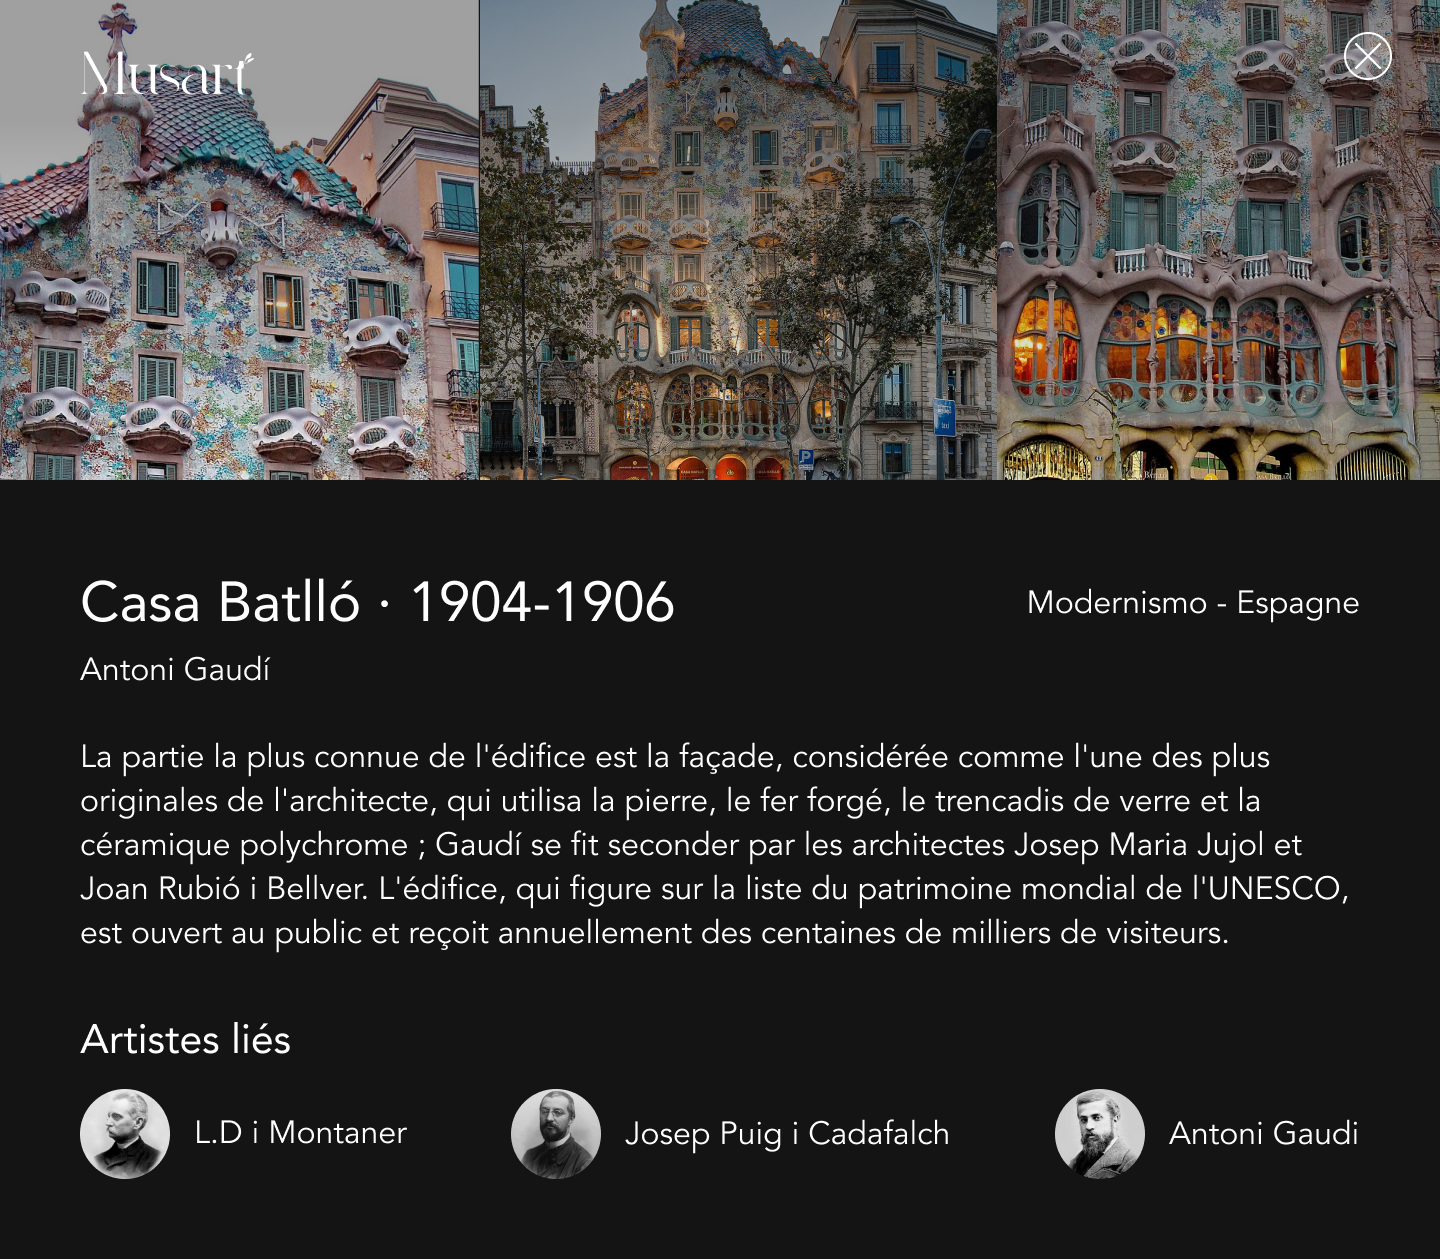 Musart
Casa Batlló · 1904-1906
Modernismo - Espagne
Antoni Gaudí
La partie la plus connue de l'édifice est la façade, considérée comme l'une des plus
originales de l'architecte, qui utilisa la pierre, le fer forgé, le trencadis de verre et la
céramique polychrome ; Gaudí se fit seconder par les architectes Josep Maria Jujol et
Joan Rubió i Bellver. L'édifice, qui figure sur la liste du patrimoine mondial de l'UNESCO,
est ouvert au public et reçoit annuellement des centaines de milliers de visiteurs.
Artistes liés
L.D i Montaner
Josep Puig i Cadafalch
Antoni Gaudi